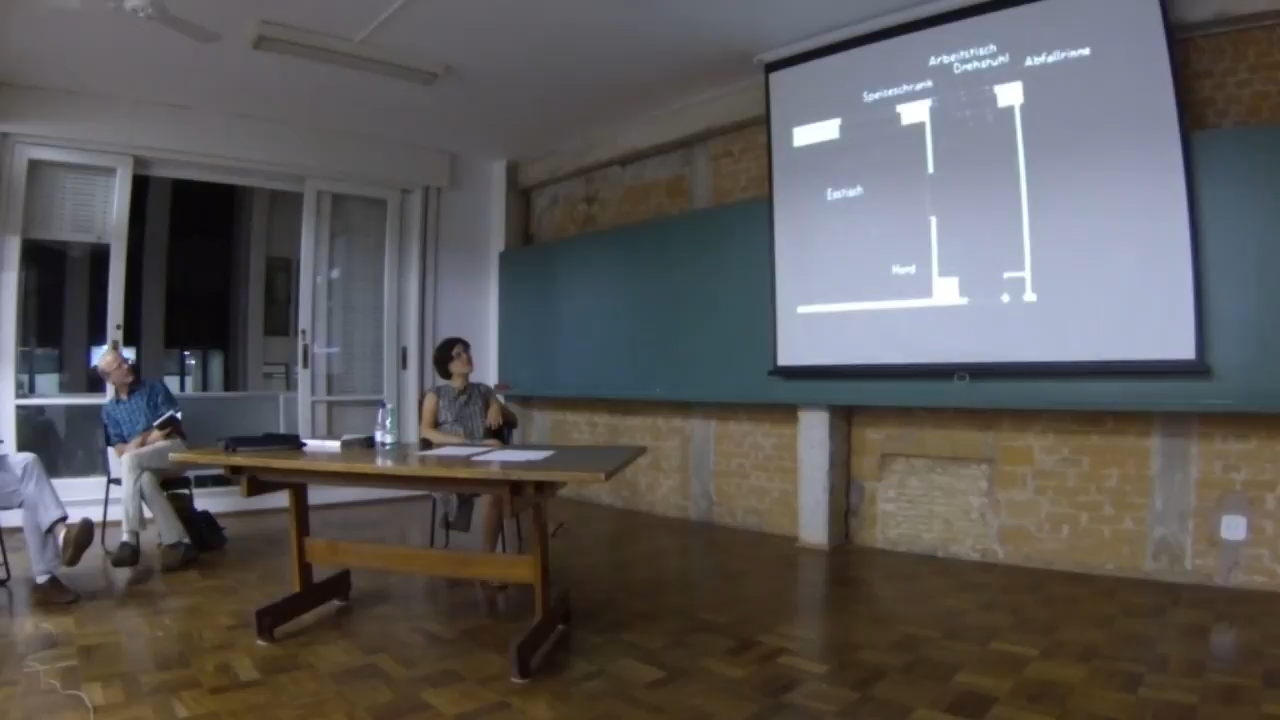 Arbeitstisch
Drehstuhl
Abfallrinne
Speiseschrank
Esstisch
Herd